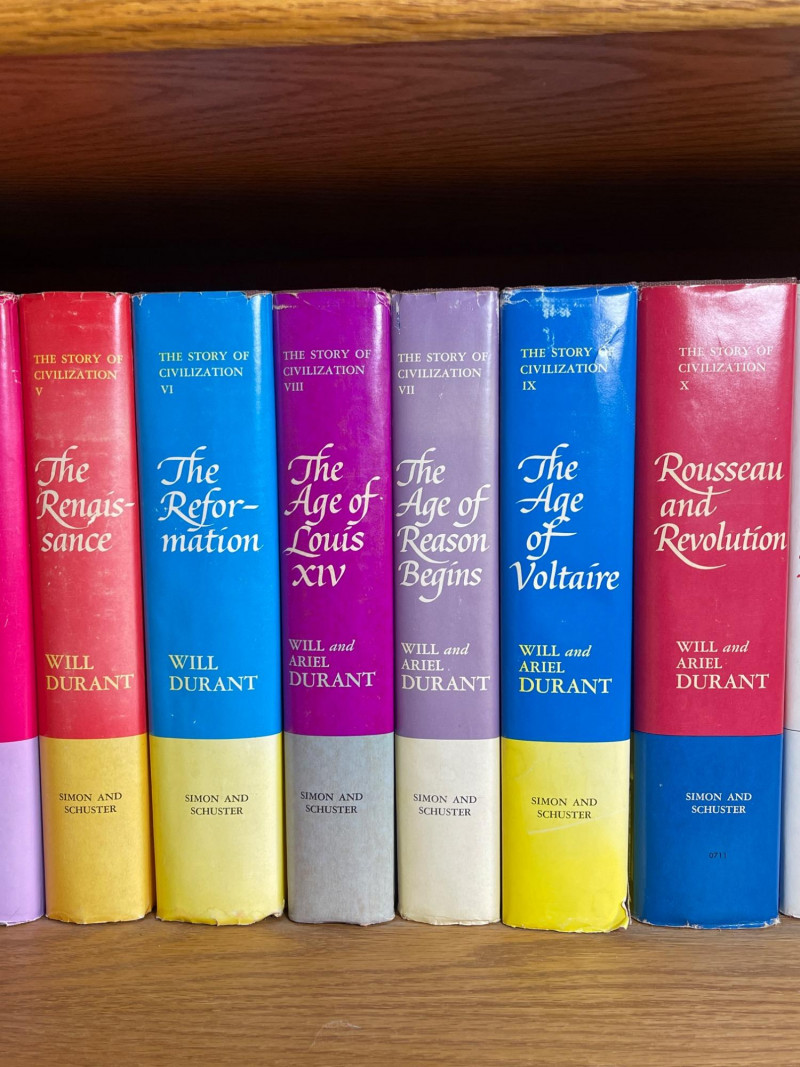 THE STORY OF
CIVILIZATION
V
The
Renais-
sance
WILL
DURANT
SIMON AND
SCHUSTER
THE STORY OF
CIVILIZATION
VI
The
Refor-
mation
WILL
DURANT
SIMON AND
SCHUSTER
THE STORY OF
CIVILIZATION
VIII
The
Age of
Louis
XIV
WILL and
ARIEL
DURANT
SIMON AND
SCHUSTER
THE STORY OF
CIVILIZATION
VII
The
Age of
Reason
Begins
WILL and
ARIEL
DURANT
SIMON AND
SCHUSTER
THE STORY OF
CIVILIZATION
IX
The
Age
of
Voltaire
WILL and
ARIEL
DURANT
SIMON AND
SCHUSTER
THE STORY OF
CIVILIZATION
X
Rousseau
and
Revolution
WILL and
ARIEL
DURANT
SIMON AND
SCHUSTER
0711